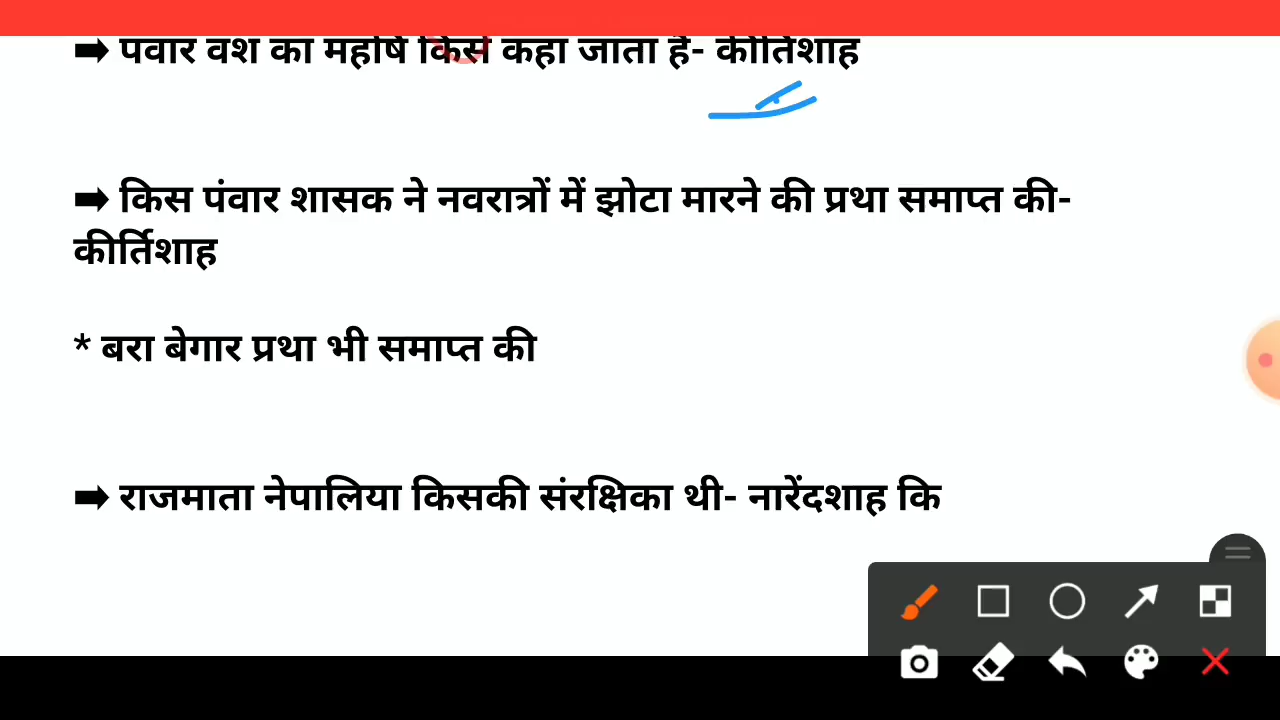 ➡ पंवार वंश का महर्षि किसे कहा जाता है- कीर्तिशाह
➡ किस पंवार शासक ने नवरात्रों में झोटा मारने की प्रथा समाप्त की-
कीर्तिशाह
* बरा बेगार प्रथा भी समाप्त की
➡ राजमाता नेपालिया किसकी संरक्षिका थी- नारेंदशाह कि